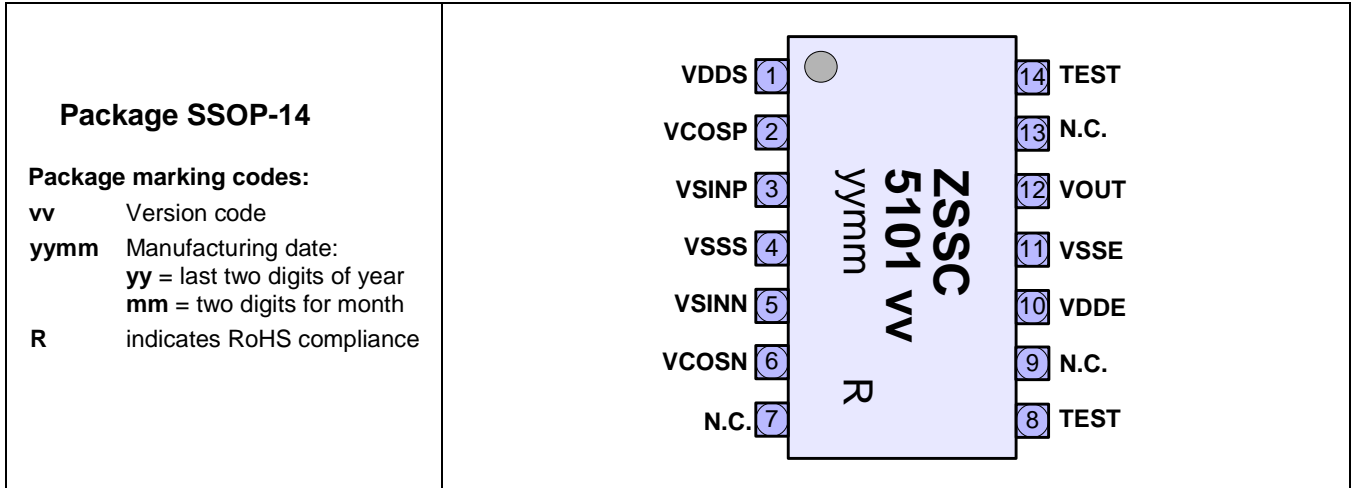 Package SSOP-14
Package marking codes:
vv Version code
yymm Manufacturing date:
yy = last two digits of year
mm = two digits for month
R indicates RoHS compliance
VDDS 1
VCOSP 2
VSINP 3
VSSS 4
VSINN 5
VCOSN 6
N.C. 7
ZSSC
5101 vv
yymm
R
14 TEST
13 N.C.
12 VOUT
11 VSSE
10 VDDE
9 N.C.
8 TEST